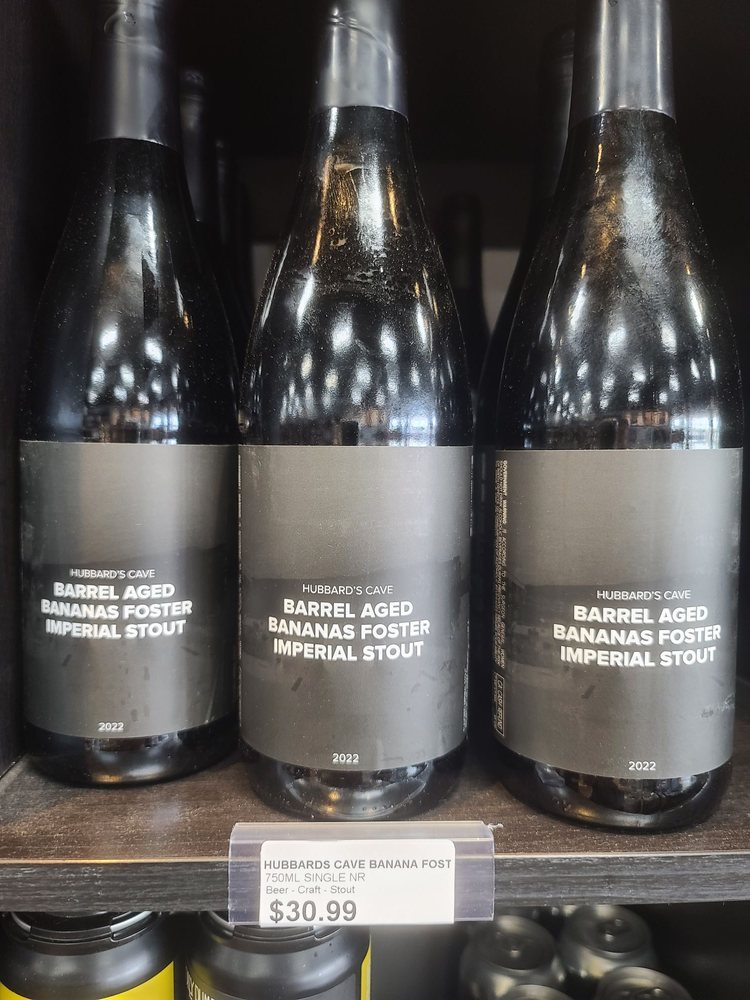 HUBBARD'S CAVE
BARREL AGED
BANANAS FOSTER
IMPERIAL STOUT
2022
HUBBARD'S CAVE
BARREL AGED
BANANAS FOSTER
IMPERIAL STOUT
2022
GOVERNMENT WARNING
HUBBARD'S CAVE
BARREL AGED
BANANAS FOSTER
IMPERIAL STOUT
2022
HUBBARDS CAVE BANANA FOST
750ML SINGLE NR
Beer - Craft - Stout
$30.99